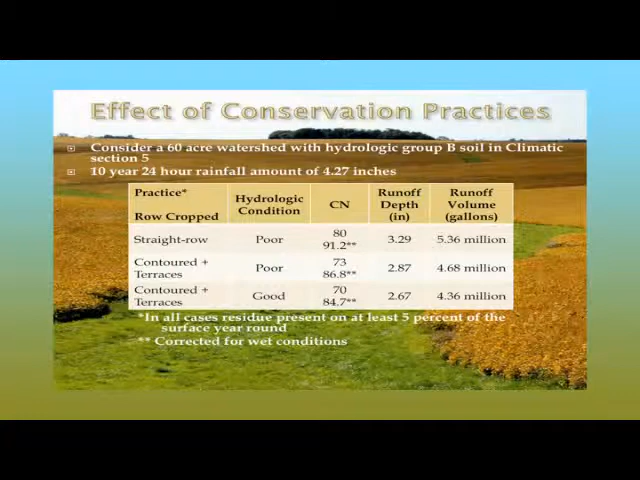 Effect of Conservation Practices
Consider a 60 acre watershed with hydrologic group B soil in Climatic
section 5
10 year 24 hour rainfall amount of 4.27 inches
Practice*
Row Cropped
Hydrologic
Condition
CN
Runoff
Depth
(in)
Runoff
Volume
(gallons)
Straight-row
Poor
80
91.2**
3.29
5.36 million
Contoured +
Terraces
Poor
73
86.8**
2.87
4.68 million
Contoured +
Terraces
Good
70
84.7**
2.67
4.36 million
*In all cases residue present on at least 5 percent of the
surface year round
** Corrected for wet conditions